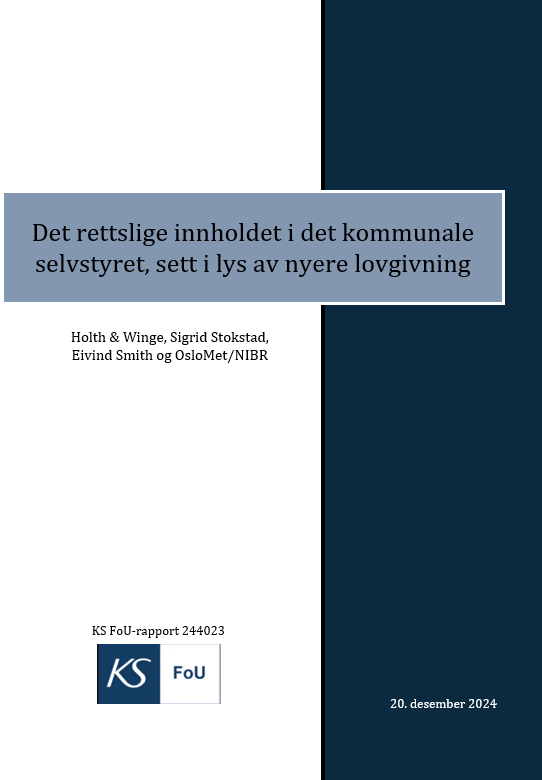 Det rettslige innholdet i det kommunale
selvstyret, sett i lys av nyere lovgivning
Holth & Winge, Sigrid Stokstad,
Eivind Smith og OsloMet/NIBR
KS FoU-rapport 244023
KS FoU
20. desember 2024